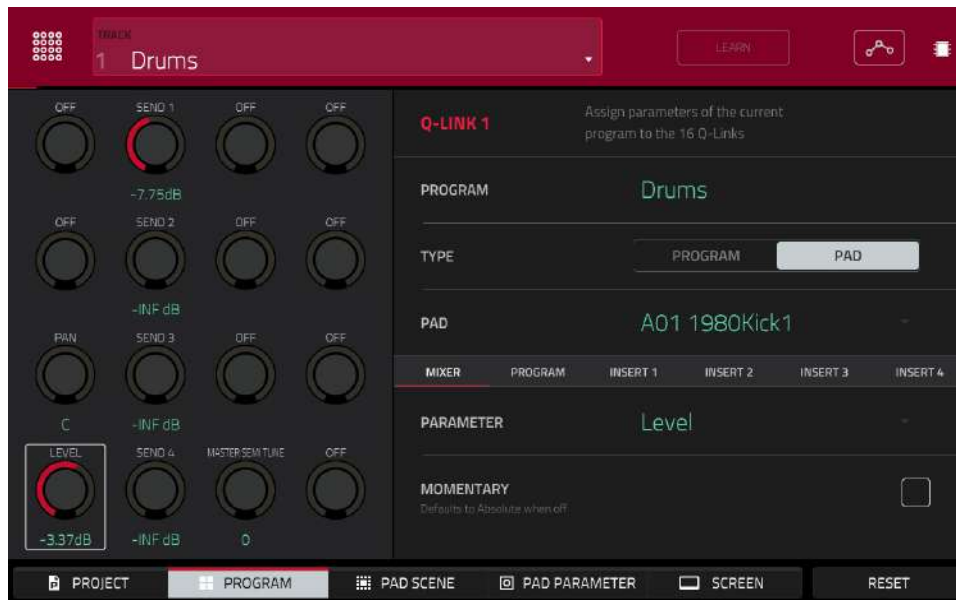 TRACK
1 Drums
LEARN
OFF SEND 1 OFF OFF
-7.75dB
OFF SEND 2 OFF OFF
-INF dB
PAN SEND 3 OFF OFF
C -INF dB
LEVEL SEND 4 MASTER SEMI TUNE OFF
-3.37dB -INF dB 0
Q-LINK 1
Assign parameters of the current
program to the 16 Q-Links
PROGRAM Drums
TYPE PROGRAM PAD
PAD A01 1980Kick1
MIXER PROGRAM INSERT 1 INSERT 2 INSERT 3 INSERT 4
PARAMETER Level
MOMENTARY
Defaults to Absolute when off
PROJECT PROGRAM PAD SCENE PAD PARAMETER SCREEN RESET